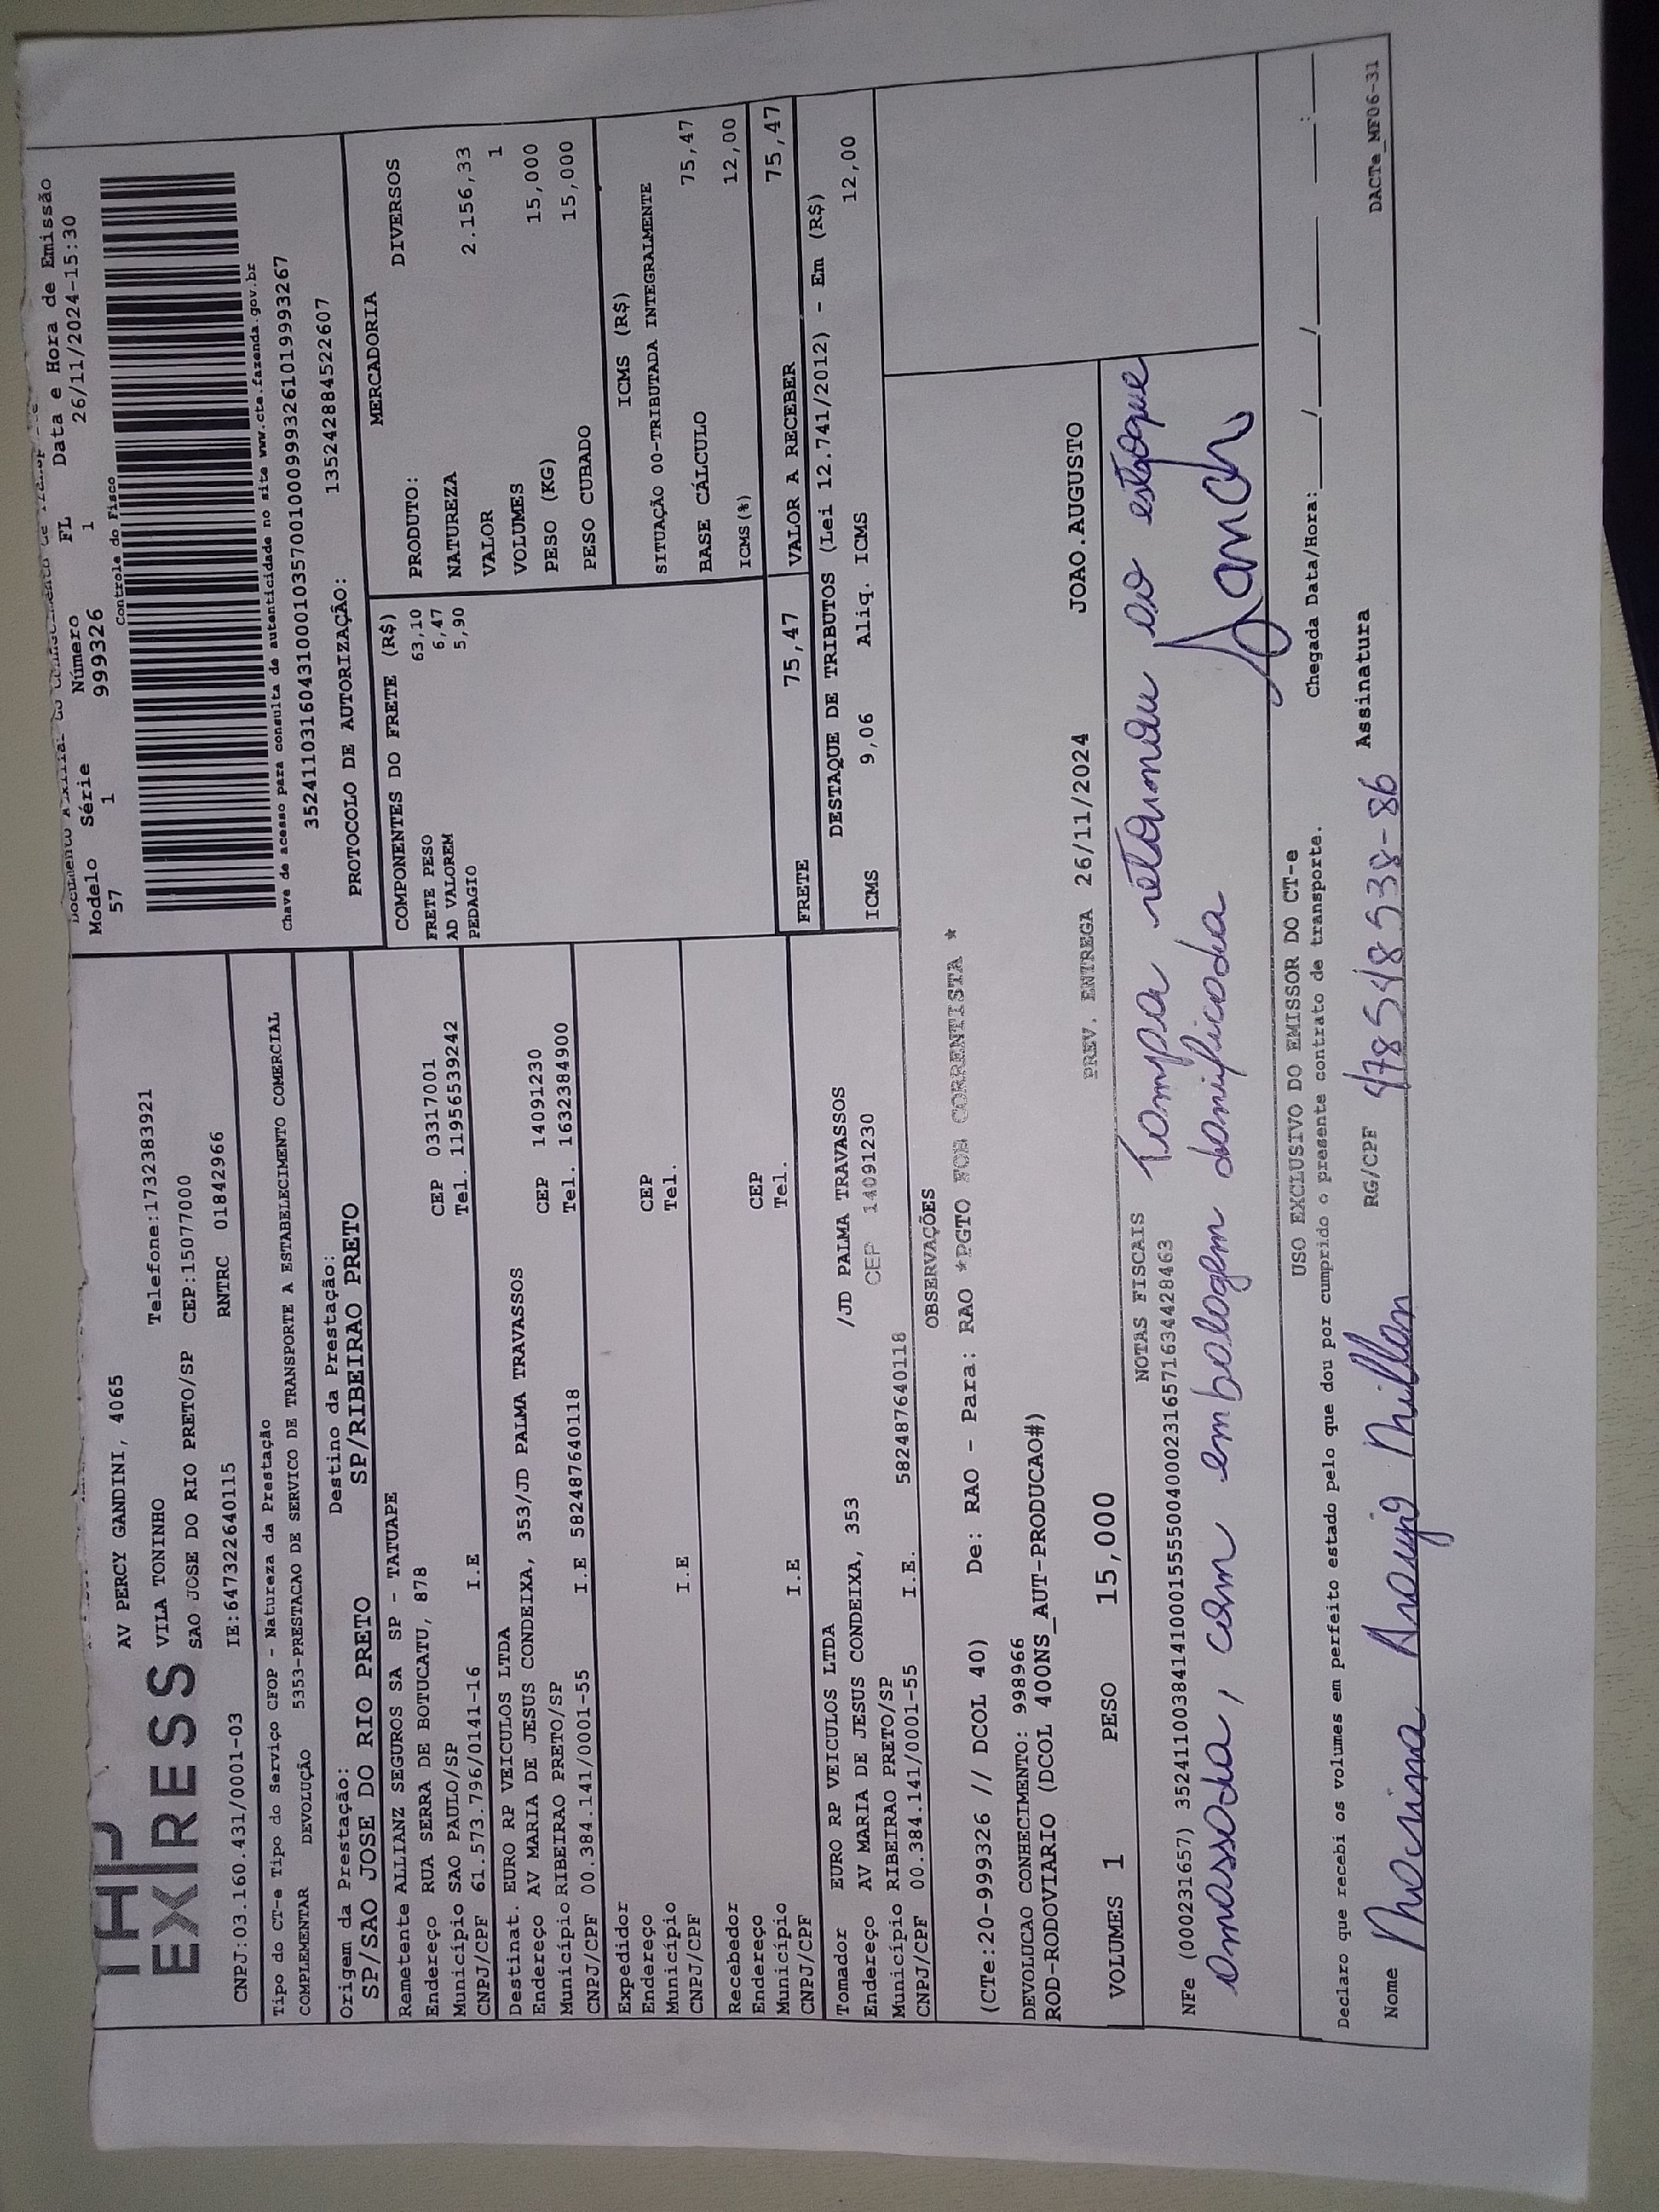 Documento Auxiliar do Conhecimento de
Modelo Série Número FL Data e Hora de Emissão
57 1 999326 1 26/11/2024-15:30
Controle do Fisco
EXPRESS
AV PERCY GANDINI, 4065
VILA TONINHO Telefone:1732383921
SAO JOSE DO RIO PRETO/SP CEP:15077000
CNPJ:03.160.431/0001-03 IE:647322640115 RNTRC 01842966
Chave de acesso para consulta de autenticidade no site www.cte.fazenda.gov.br
35241103160431000103570010009993261019993267
PROTOCOLO DE AUTORIZAÇÃO: 135242884522607
Tipo do CT-e Tipo do Serviço CFOP - Natureza da Prestação
COMPLEMENTAR DEVOLUÇÃO 5353-PRESTACAO DE SERVICO DE TRANSPORTE A ESTABELECIMENTO COMERCIAL
Origem da Prestação: Destino da Prestação:
SP/SAO JOSE DO RIO PRETO SP/RIBEIRAO PRETO
Remetente ALLIANZ SEGUROS SA SP - TATUAPE
Endereço RUA SERRA DE BOTUCATU, 878
Município SAO PAULO/SP CEP 03317001
CNPJ/CPF 61.573.796/0141-16 I.E Tel. 11956539242
Destinat. EURO RP VEICULOS LTDA
Endereço AV MARIA DE JESUS CONDEIXA, 353/JD PALMA TRAVASSOS
Município RIBEIRAO PRETO/SP CEP 14091230
CNPJ/CPF 00.384.141/0001-55 I.E 582487640118 Tel. 1632384900
Expedidor
Endereço
Município CEP
CNPJ/CPF I.E Tel.
Recebedor
Endereço
Município CEP
CNPJ/CPF I.E Tel.
COMPONENTES DO FRETE (R$)
FRETE PESO 63,10
AD VALOREM 6,47
PEDAGIO 5,90
MERCADORIA
PRODUTO: DIVERSOS
NATUREZA
VALOR 2.156,33
VOLUMES 1
PESO (KG) 15,000
PESO CUBADO 15,000
ICMS (R$)
SITUAÇÃO 00-TRIBUTADA INTEGRALMENTE
BASE CÁLCULO 75,47
ICMS(%) 12,00
FRETE 75,47 VALOR A RECEBER 75,47
Tomador EURO RP VEICULOS LTDA
Endereço AV MARIA DE JESUS CONDEIXA, 353 /JD PALMA TRAVASSOS
Município RIBEIRAO PRETO/SP CEP 14091230
CNPJ/CPF 00.384.141/0001-55 I.E. 582487640118
DESTAQUE DE TRIBUTOS (Lei 12.741/2012) - Em (R$)
ICMS 9,06 Aliq. ICMS 12,00
OBSERVAÇÕES
(CTe:20-999326 // DCOL 40) De: RAO - Para: RAO *PGTO FOB CORRENTISTA *
DEVOLUCAO CONHECIMENTO: 998966
ROD-RODOVIARIO (DCOL 400NS_AUT-PRODUCAO#)
VOLUMES 1 PESO 15,000 PREV. ENTREGA 26/11/2024 JOAO.AUGUSTO
NOTAS FISCAIS
NFe (000231657) 35241100384141000155550040002316571634428463
Tampa retornou ao estoque
amassada, com embalagem danificada
USO EXCLUSIVO DO EMISSOR DO CT-e
Declaro que recebi os volumes em perfeito estado pelo que dou por cumprido o presente contrato de transporte.
Chegada Data/Hora: ___/___/___ ___:___
Nome Marina Araujo Millan RG/CPF 478548538-86 Assinatura
DACTe_MF06-31